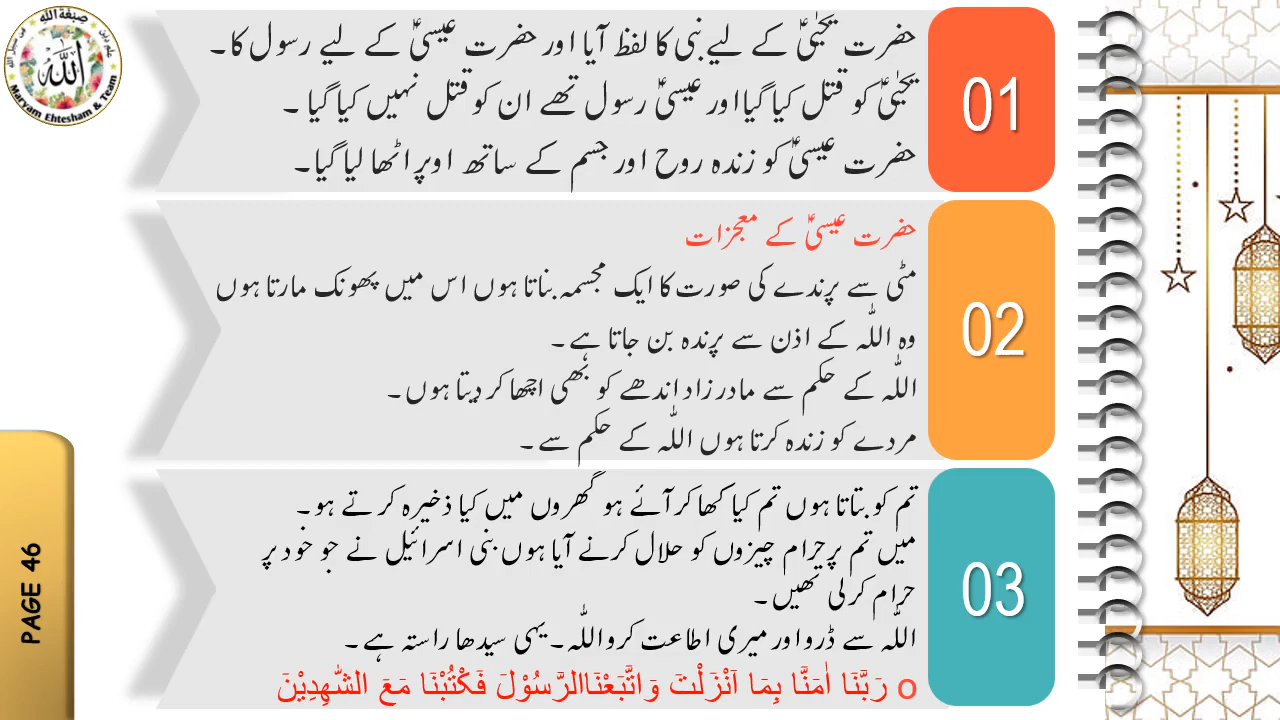 صِبْغَةَ اللهِ
اللہ
Maryam Ehtesham & Team
01
حضرت یحییٰؑ کے لیے نبی کا لفظ آیا اور حضرت عیسیٰؑ کے لیے رسول کا۔
یحییٰؑ کو قتل کیا گیا اور عیسیٰؑ رسول تھے ان کو قتل نہیں کیا گیا۔
حضرت عیسیٰؑ کو زندہ روح اور جسم کے ساتھ اوپر اٹھا لیا گیا۔
02
حضرت عیسیٰؑ کے معجزات
مٹی سے پرندے کی صورت کا ایک مجسمہ بناتا ہوں اس میں پھونک مارتا ہوں
وہ اللہ کے اذن سے پرندہ بن جاتا ہے۔
اللہ کے حکم سے مادر زاد اندھے کو بھی اچھا کر دیتا ہوں۔
مردے کو زندہ کرتا ہوں اللہ کے حکم سے۔
03
تم کو بتاتا ہوں تم کیا کھا کر آئے ہو گھروں میں کیا ذخیرہ کرتے ہو۔
میں تم پر حرام چیزوں کو حلال کرنے آیا ہوں بنی اسرائیل نے جو خود پر
حرام کر لی تھیں۔
اللہ سے ڈرو اور میری اطاعت کرو اللہ۔ یہی سیدھا راستہ ہے۔
o رَبَّنَا اٰمَنَّا بِمَا اَنْزَلْتَ وَاتَّبَعْنَاالرَّسُوْلَ فَكْتُبْنَا مَعَ الشّٰهِدِيْنَ
PAGE 46